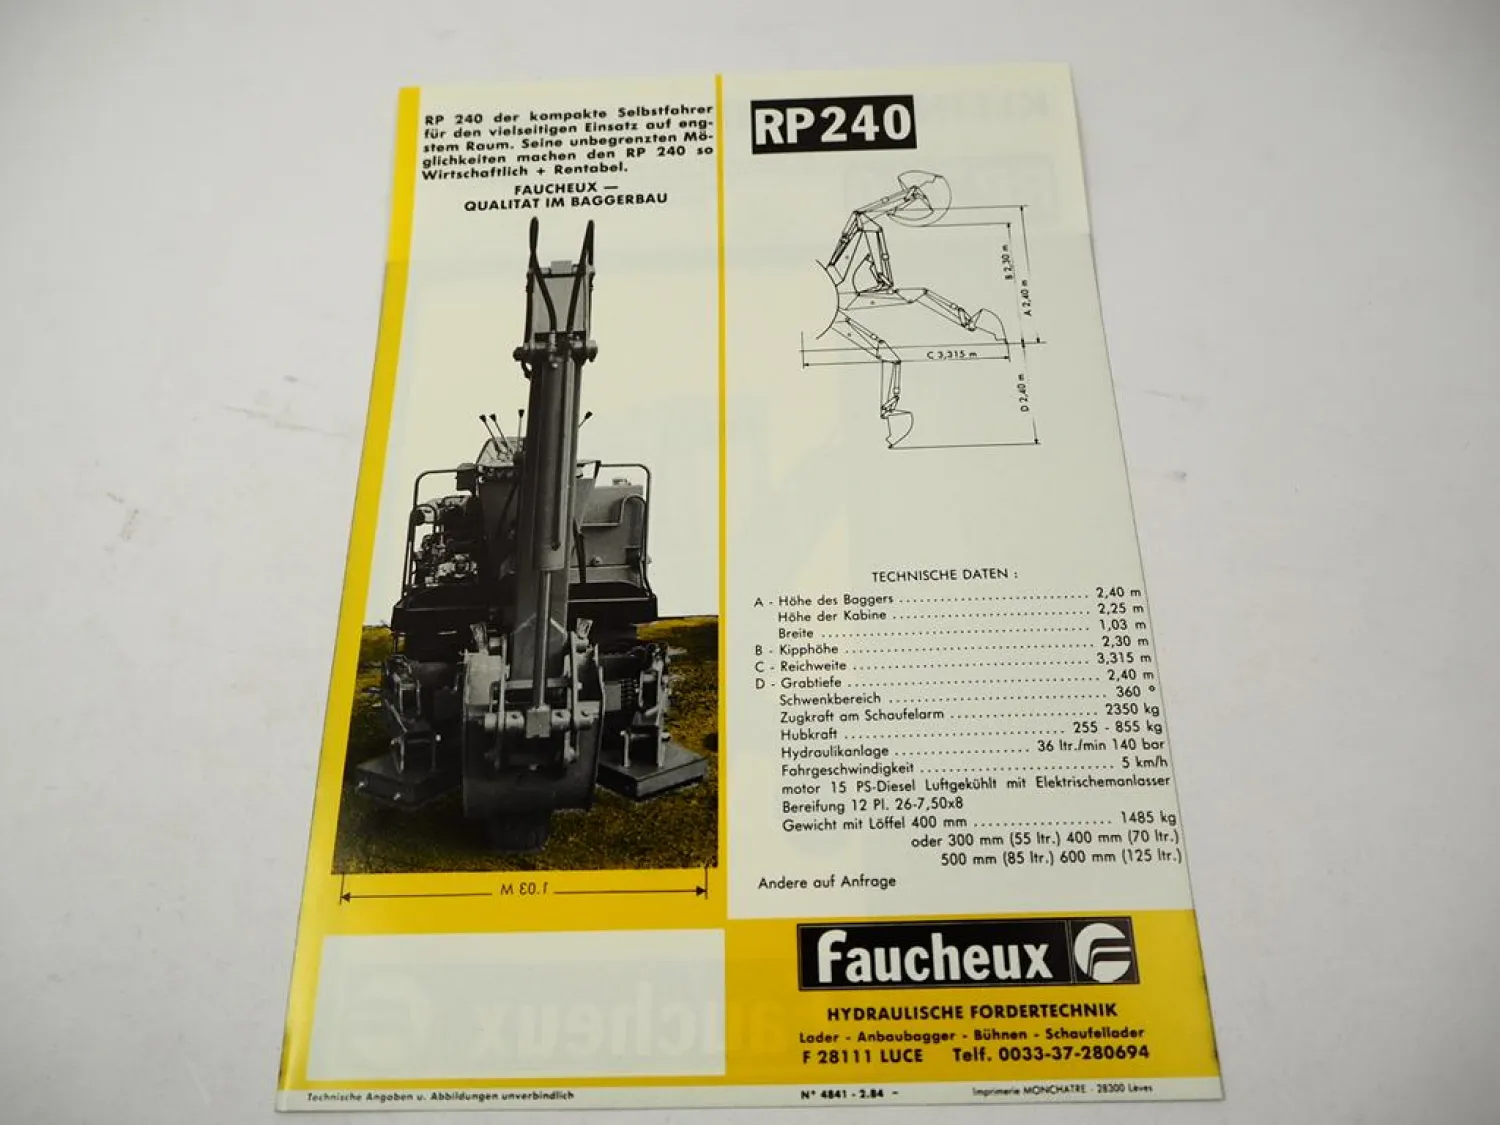 RP 240 der kompakte Selbstfahrer
für den vielseitigen Einsatz auf eng-
stem Raum. Seine unbegrenzten Mö-
glichkeiten machen den RP 240 so
Wirtschaftlich + Rentabel.
FAUCHEUX —
QUALITAT IM BAGGERBAU
1.03 M
RP240
B 2,30 m
A 2,40 m
C 3,315 m
D 2,40 m
TECHNISCHE DATEN :
A - Höhe des Baggers 2,40 m
Höhe der Kabine 2,25 m
Breite 1,03 m
B - Kipphöhe 2,30 m
C - Reichweite 3,315 m
D - Grabtiefe 2,40 m
Schwenkbereich 360 °
Zugkraft am Schaufelarm 2350 kg
Hubkraft 255 - 855 kg
Hydraulikanlage 36 ltr./min 140 bar
Fahrgeschwindigkeit 5 km/h
motor 15 PS-Diesel Luftgekühlt mit Elektrischemanlasser
Bereifung 12 Pl. 26-7,50x8
Gewicht mit Löffel 400 mm 1485 kg
oder 300 mm (55 ltr.) 400 mm (70 ltr.)
500 mm (85 ltr.) 600 mm (125 ltr.)
Andere auf Anfrage
Faucheux
HYDRAULISCHE FORDERTECHNIK
Lader - Anbaubagger - Bühnen - Schaufellader
F 28111 LUCE Telf. 0033-37-280694
Technische Angaben u. Abbildungen unverbindlich
N° 4841 - 2.84 -
Imprimerie MONCHATRE - 28300 Lèves